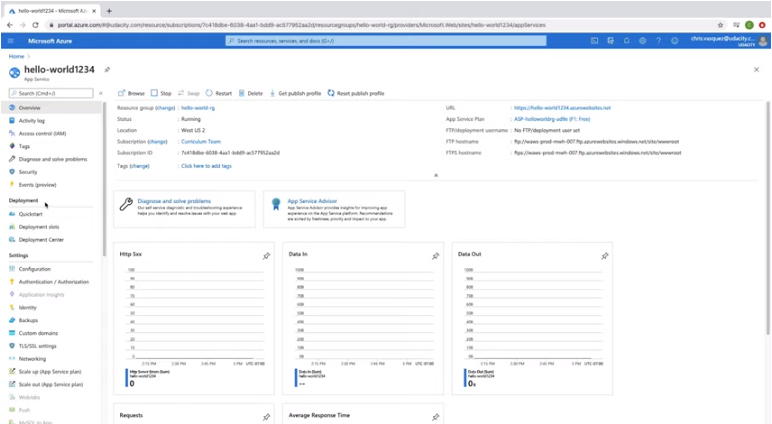 hello-world1234 - Microsoft Az
portal.azure.com/#@udacity.com/resource/subscriptions/7c418dbe-6038-4aa1-bdd9-ac577952aa2d/resourcegroups/hello-world-rg/providers/Microsoft.Web/sites/hello-world1234/appServices
Microsoft Azure
Search resources, services, and docs (G+/)
chris.vasquez@udacity.c...
UDACITY
Home
hello-world1234
App Service
Search (Cmd+/)
Browse
Stop
Swap
Restart
Delete
Get publish profile
Reset publish profile
Overview
Activity log
Access control (IAM)
Tags
Diagnose and solve problems
Security
Events (preview)
Deployment
Quickstart
Deployment slots
Deployment Center
Settings
Configuration
Authentication / Authorization
Application Insights
Identity
Backups
Custom domains
TLS/SSL settings
Networking
Scale up (App Service plan)
Scale out (App Service plan)
WebJobs
Push
MySQL In App
Resource group (change) : hello-world-rg
Status : Running
Location : West US 2
Subscription (change) : Curriculum Team
Subscription ID : 7c418dbe-6038-4aa1-bdd9-ac577952aa2d
Tags (change) : Click here to add tags
URL : https://hello-world1234.azurewebsites.net
App Service Plan : ASP-helloworldrg-ad9e (F1: Free)
FTP/deployment username : No FTP/deployment user set
FTP hostname : ftp://waws-prod-mwh-007.ftp.azurewebsites.windows.net/site/wwwroot
FTPS hostname : ftps://waws-prod-mwh-007.ftp.azurewebsites.windows.net/site/wwwroot
Diagnose and solve problems
Our self-service diagnostic and troubleshooting experience
helps you identify and resolve issues with your web app.
App Service Advisor
App Service Advisor provides insights for improving app
experience on the App Service platform. Recommendations
are sorted by freshness, priority and impact to your app.
Http 5xx
100
90
80
70
60
50
40
30
20
10
0
2:15 PM 2:30 PM 2:45 PM 3 PM UTC-07:00
Http Server Errors (Sum)
hello-world1234
0
Data In
100B
90B
80B
70B
60B
50B
40B
30B
20B
10B
0B
2:15 PM 2:30 PM 2:45 PM 3 PM UTC-07:00
Data In (Sum)
hello-world1234
--
Data Out
100B
90B
80B
70B
60B
50B
40B
30B
20B
10B
0B
2:15 PM 2:30 PM 2:45 PM 3 PM UTC-07:00
Data Out (Sum)
hello-world1234
0B
Requests
Average Response Time